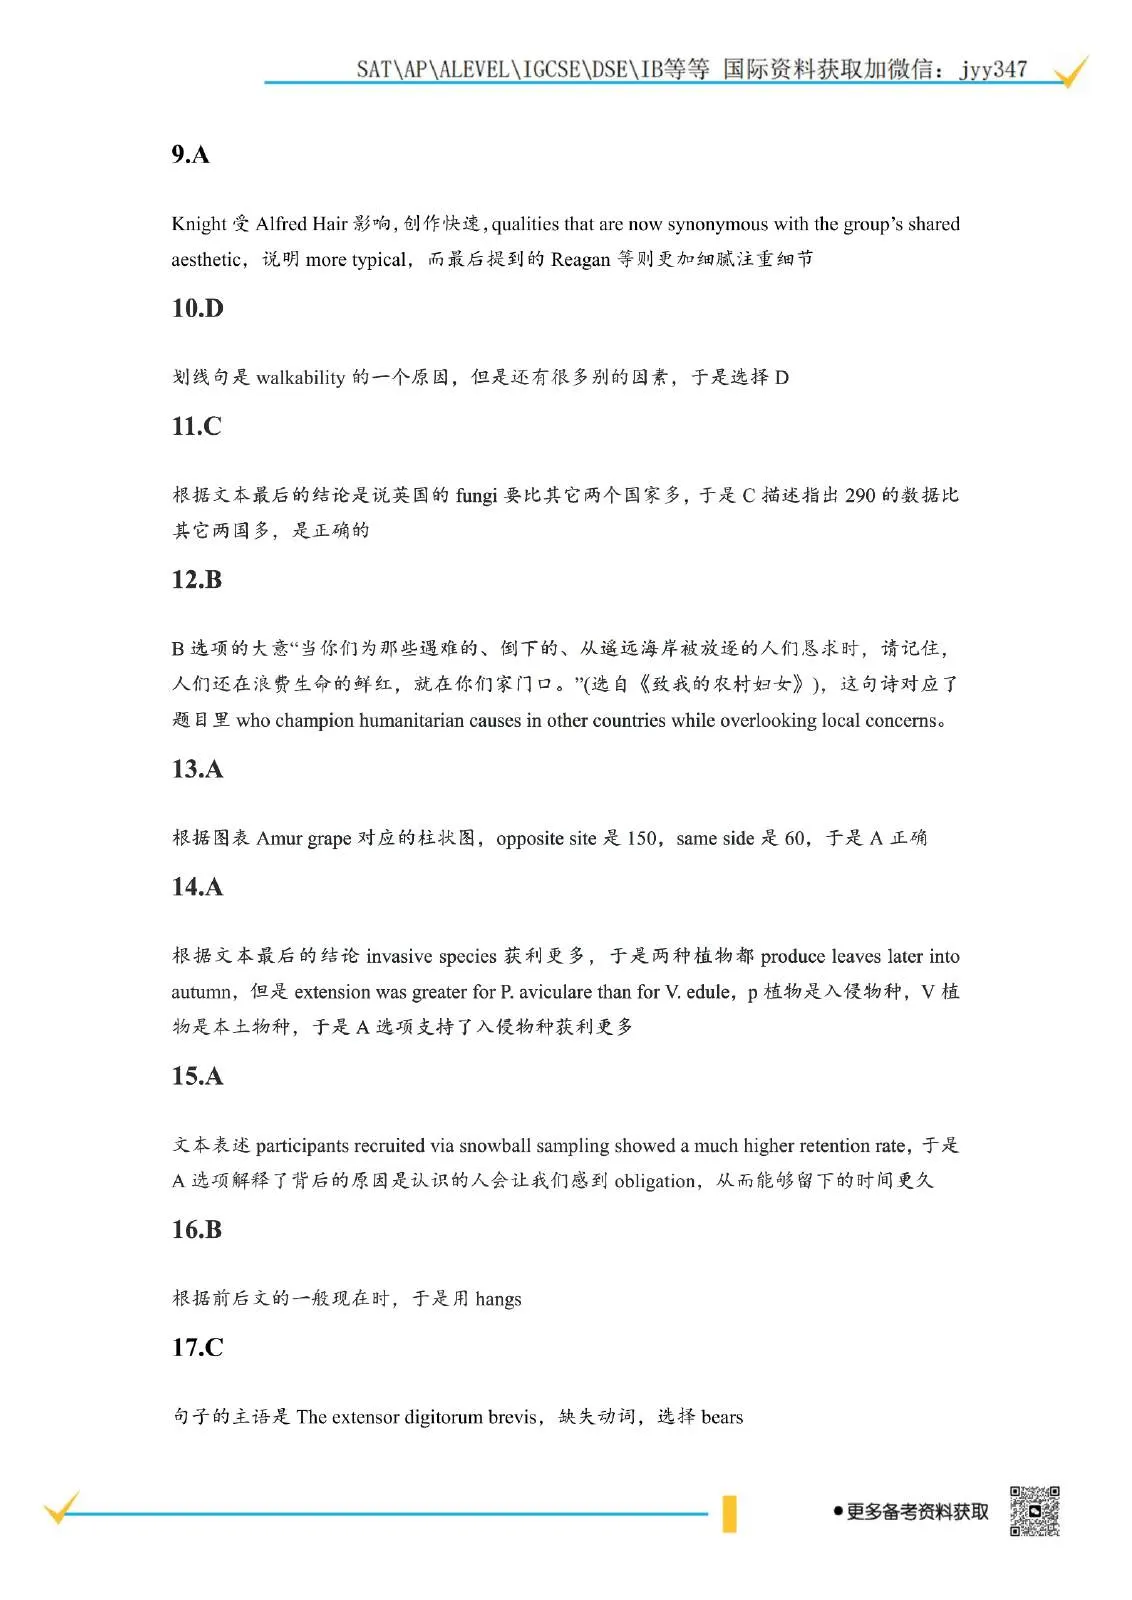 SAT\AP\ALEVEL\IGCSE\DSE\IB等等 国际资料获取加微信：jyy347
9.A
Knight 受 Alfred Hair 影响，创作快速，qualities that are now synonymous with the group’s shared
aesthetic，说明 more typical，而最后提到的 Reagan 等则更加细腻注重细节
10.D
划线句是 walkability 的一个原因，但是还有很多别的因素，于是选择 D
11.C
根据文本最后的结论是说英国的 fungi 要比其它两个国家多，于是 C 描述指出 290 的数据比
其它两国多，是正确的
12.B
B 选项的大意“当你们为那些遇难的、倒下的、从遥远海岸被放逐的人们恳求时，请记住，
人们还在浪费生命的鲜红，就在你们家门口。”(选自《致我的农村妇女》)，这句诗对应了
题目里 who champion humanitarian causes in other countries while overlooking local concerns。
13.A
根据图表 Amur grape 对应的柱状图，opposite site 是 150，same side 是 60，于是 A 正确
14.A
根据文本最后的结论 invasive species 获利更多，于是两种植物都 produce leaves later into
autumn，但是 extension was greater for P. aviculare than for V. edule，p 植物是入侵物种，V 植
物是本土物种，于是 A 选项支持了入侵物种获利更多
15.A
文本表述 participants recruited via snowball sampling showed a much higher retention rate，于是
A 选项解释了背后的原因是认识的人会让我们感到 obligation，从而能够留下的时间更久
16.B
根据前后文的一般现在时，于是用 hangs
17.C
句子的主语是 The extensor digitorum brevis，缺失动词，选择 bears
●更多备考资料获取